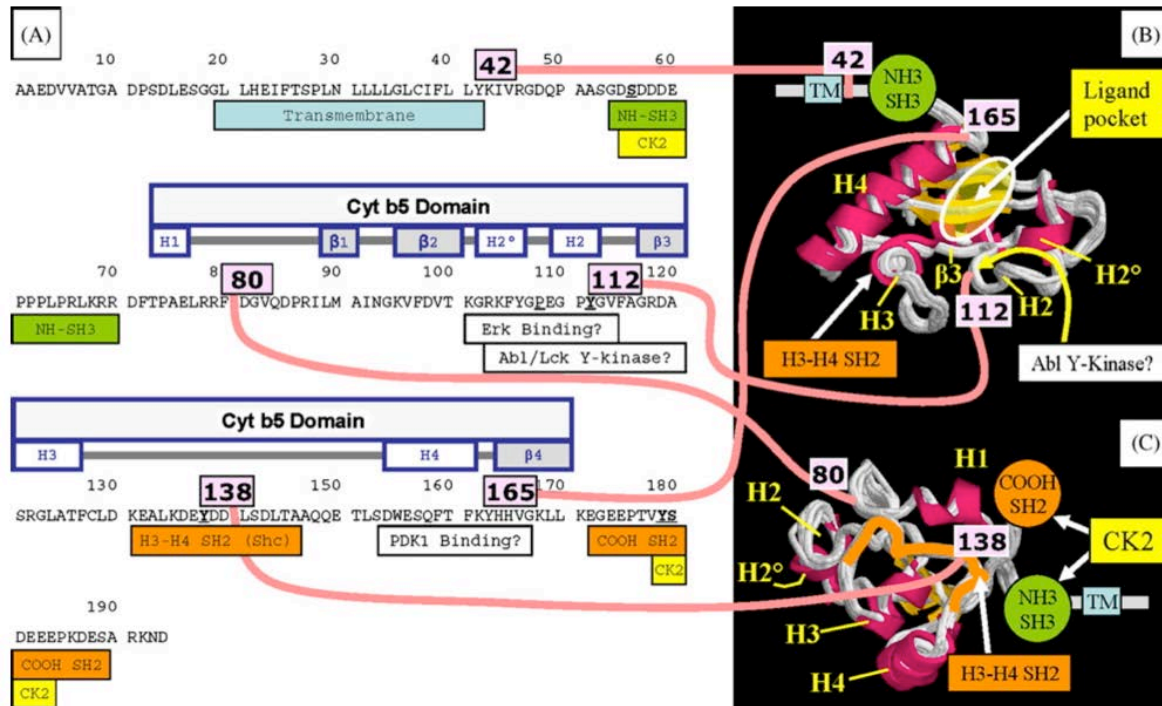 (A)
10 20 30 42 50 60
AAEDVVATGA DPSDLESGGL LHEIFTSPLN LLLLGLCIFL LYKIVRGDQP AASGDSDDDE
Transmembrane
NH-SH3
CK2
Cyt b5 Domain
H1 β1 β2 H2° H2 β3
70 80 90 100 112 120
PPPLPRLKRR DFTPAELRRF DGVQDPRILM AINGKVFDVT KGRKFYGPEG PYGVFAGRDA
NH-SH3
Erk Binding?
Abl/Lck Y-kinase?
Cyt b5 Domain
H3 H4 β4
130 138 150 160 165 170 180
SRGLATFCLD KEALKDEYDD LSDLTAAQQE TLSDWESQFT FKYHHVGKLL KEGEEPTVYS
H3-H4 SH2 (Shc)
PDK1 Binding?
COOH SH2
CK2
190
DEEEPKDESA RKND
COOH SH2
CK2
(B)
42
TM
NH3
SH3
Ligand
pocket
165
H4
β3
H2°
H3
H2
112
H3-H4 SH2
Abl Y-Kinase?
(C)
80
H1
COOH
SH2
H2
138
CK2
H2°
NH3
SH3
TM
H3
H4
H3-H4 SH2